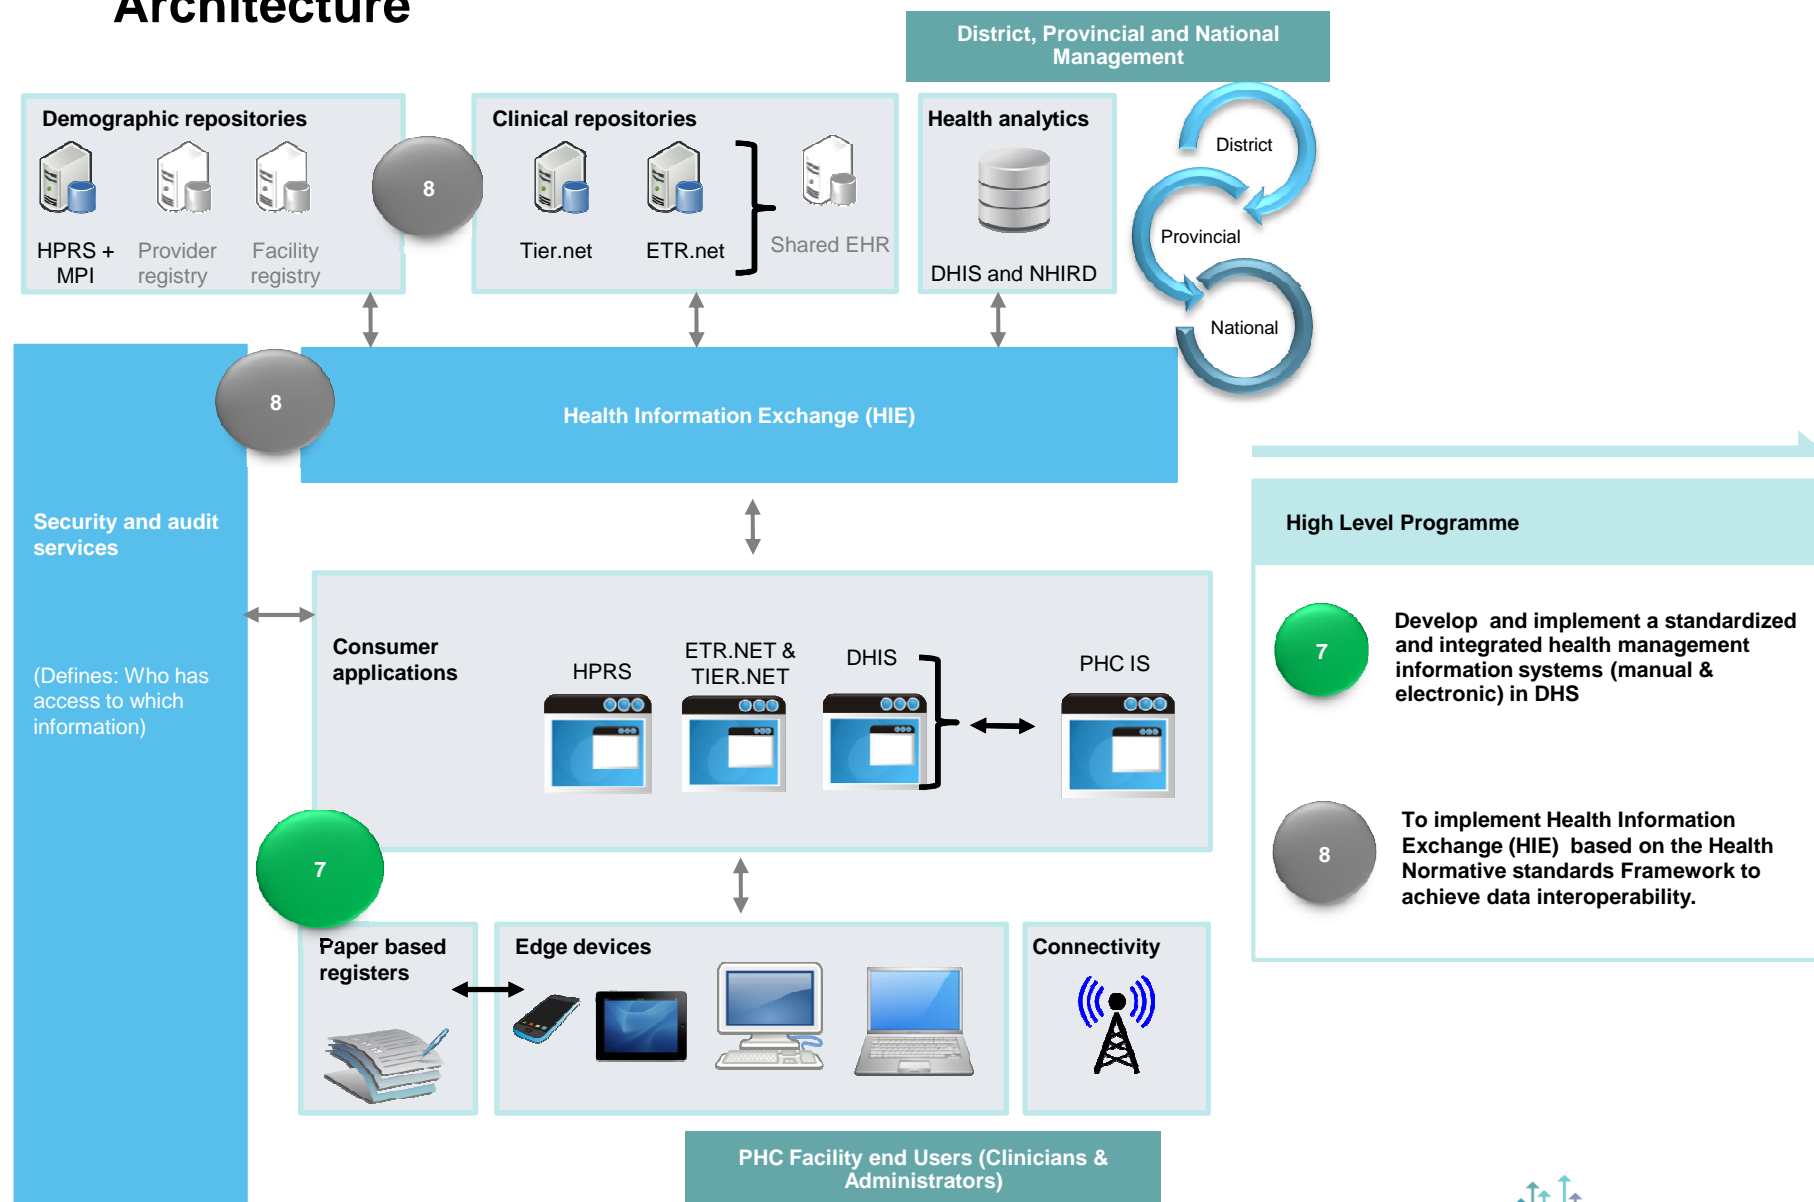 Architecture
District, Provincial and National
Management
Demographic repositories
HPRS +
MPI
Provider
registry
Facility
registry
8
Clinical repositories
Tier.net
ETR.net
Shared EHR
Health analytics
DHIS and NHIRD
District
Provincial
National
8
Health Information Exchange (HIE)
Security and audit
services
(Defines: Who has
access to which
information)
Consumer
applications
HPRS
ETR.NET &
TIER.NET
DHIS
PHC IS
7
Paper based
registers
Edge devices
Connectivity
PHC Facility end Users (Clinicians &
Administrators)
High Level Programme
7
Develop  and implement a standardized
and integrated health management
information systems (manual &
electronic) in DHS
8
To implement Health Information
Exchange (HIE)  based on the Health
Normative standards Framework to
achieve data interoperability.